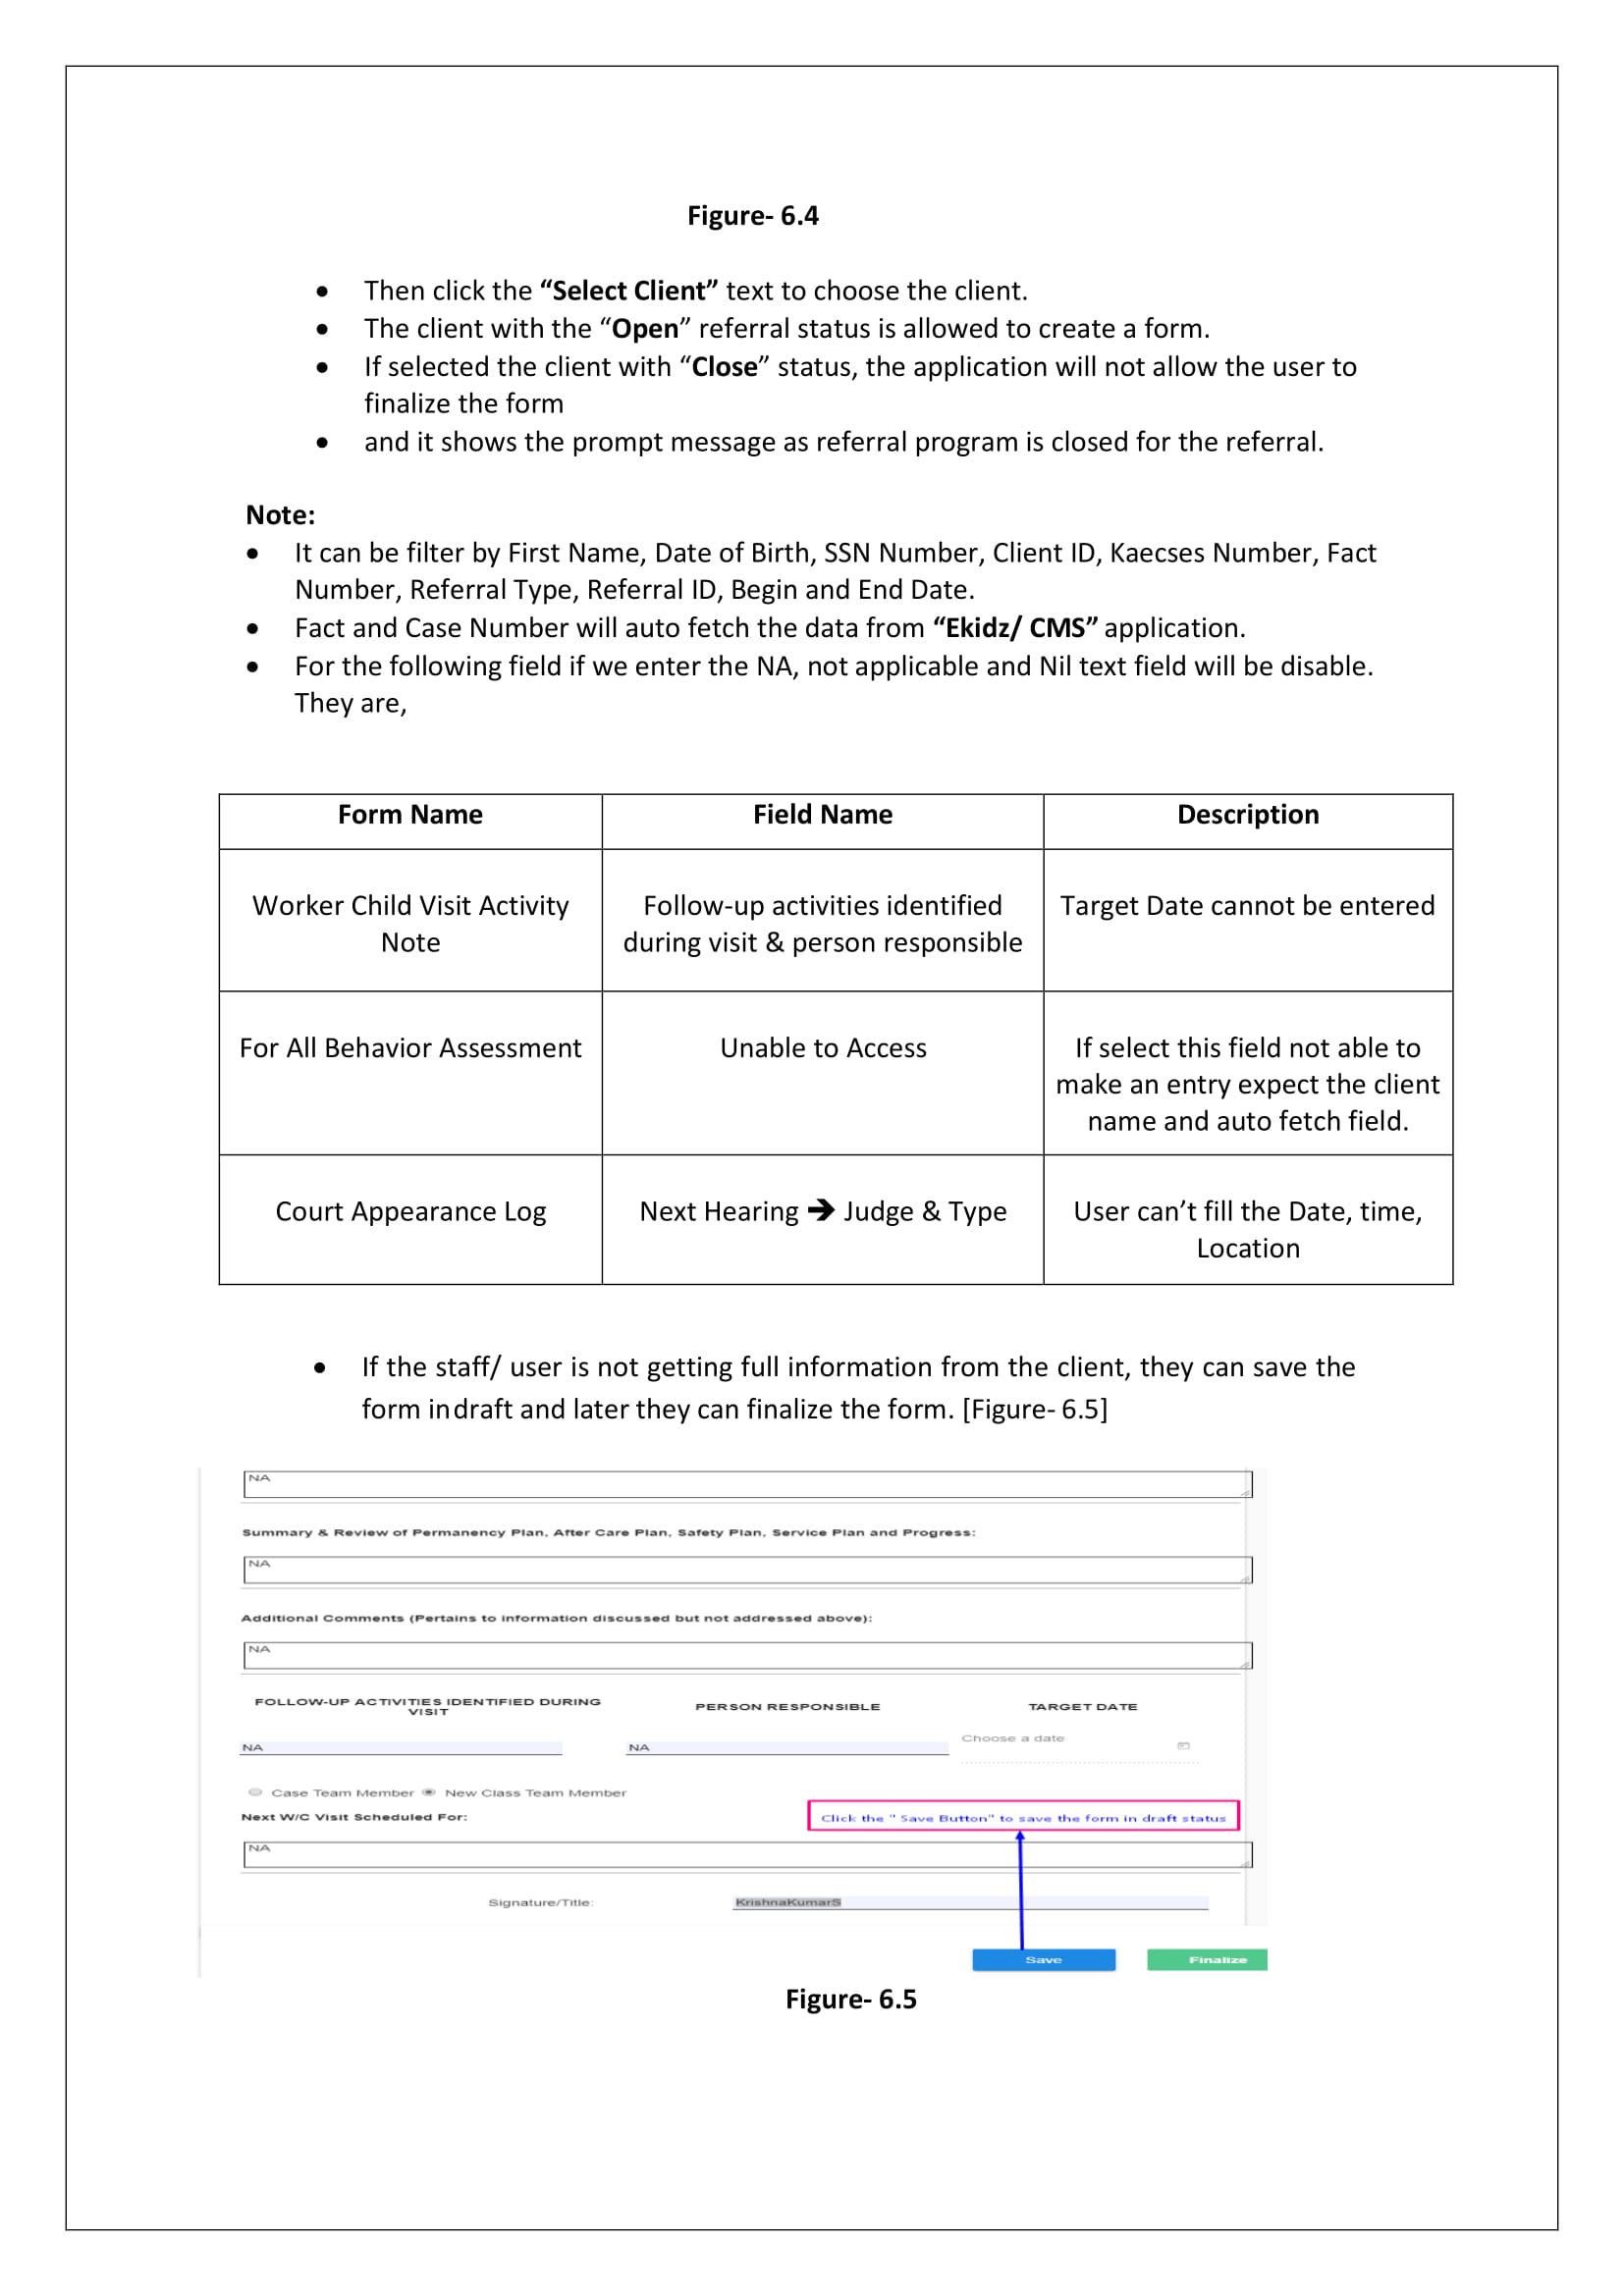 Figure- 6.4
• Then click the “Select Client” text to choose the client.
• The client with the “Open” referral status is allowed to create a form.
• If selected the client with “Close” status, the application will not allow the user to
finalize the form
• and it shows the prompt message as referral program is closed for the referral.
Note:
• It can be filter by First Name, Date of Birth, SSN Number, Client ID, Kaecses Number, Fact
Number, Referral Type, Referral ID, Begin and End Date.
• Fact and Case Number will auto fetch the data from “Ekidz/ CMS” application.
• For the following field if we enter the NA, not applicable and Nil text field will be disable.
They are,
Form Name Field Name Description
Worker Child Visit Activity
Note
Follow-up activities identified
during visit & person responsible
Target Date cannot be entered
For All Behavior Assessment
Unable to Access
If select this field not able to
make an entry expect the client
name and auto fetch field.
Court Appearance Log
Next Hearing ➔ Judge & Type
User can’t fill the Date, time,
Location
• If the staff/ user is not getting full information from the client, they can save the
form in draft and later they can finalize the form. [Figure- 6.5]
NA
Summary & Review of Permanency Plan, After Care Plan, Safety Plan, Service Plan and Progress:
NA
Additional Comments (Pertains to information discussed but not addressed above):
NA
FOLLOW-UP ACTIVITIES IDENTIFIED DURING
VISIT
PERSON RESPONSIBLE
TARGET DATE
NA
NA
Choose a date
Case Team Member New Class Team Member
Next W/C Visit Scheduled For:
Click the " Save Button" to save the form in draft status
NA
Signature/Title: KrishnaKumarS
Save Finalize
Figure- 6.5